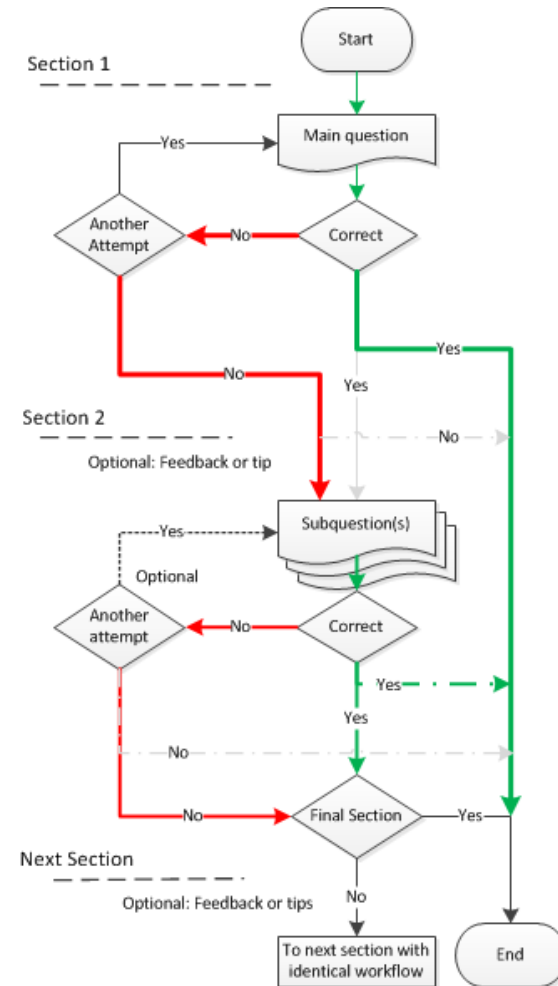 Start
Section 1
Main question
Yes
Another
Attempt
No
Correct
Yes
No
Yes
Section 2
No
Optional: Feedback or tip
Subquestion(s)
Yes
Optional
Another
attempt
No
Correct
Yes
Yes
No
No
Final Section
Yes
Next Section
No
Optional: Feedback or tips
To next section with
identical workflow
End